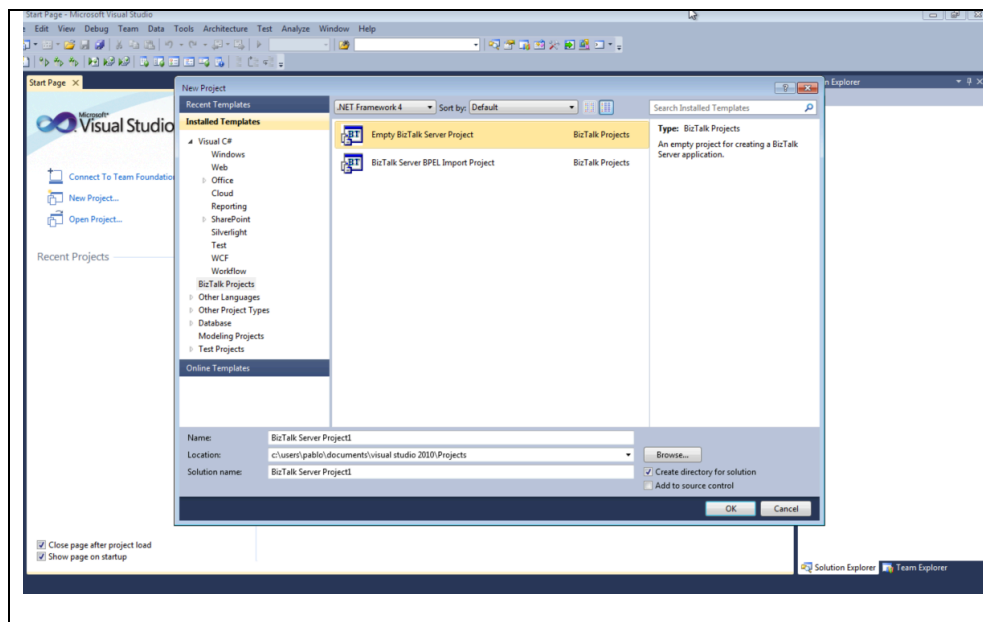 Start Page - Microsoft Visual Studio
Edit View Debug Team Data Tools Architecture Test Analyze Window Help
Start Page
n Explorer
Microsoft
Visual Studio
Connect To Team Foundation
New Project...
Open Project...
Recent Projects
New Project
Recent Templates
.NET Framework 4 Sort by: Default
Search Installed Templates
Installed Templates
Visual C#
Windows
Web
Office
Cloud
Reporting
SharePoint
Silverlight
Test
WCF
Workflow
BizTalk Projects
Other Languages
Other Project Types
Database
Modeling Projects
Test Projects
Online Templates
BT Empty BizTalk Server Project BizTalk Projects
BT BizTalk Server BPEL Import Project BizTalk Projects
Type: BizTalk Projects
An empty project for creating a BizTalk
Server application.
Name: BizTalk Server Project1
Location: c:\users\pablo\documents\visual studio 2010\Projects Browse...
Solution name: BizTalk Server Project1
Create directory for solution
Add to source control
OK Cancel
Close page after project load
Show page on startup
Solution Explorer Team Explorer